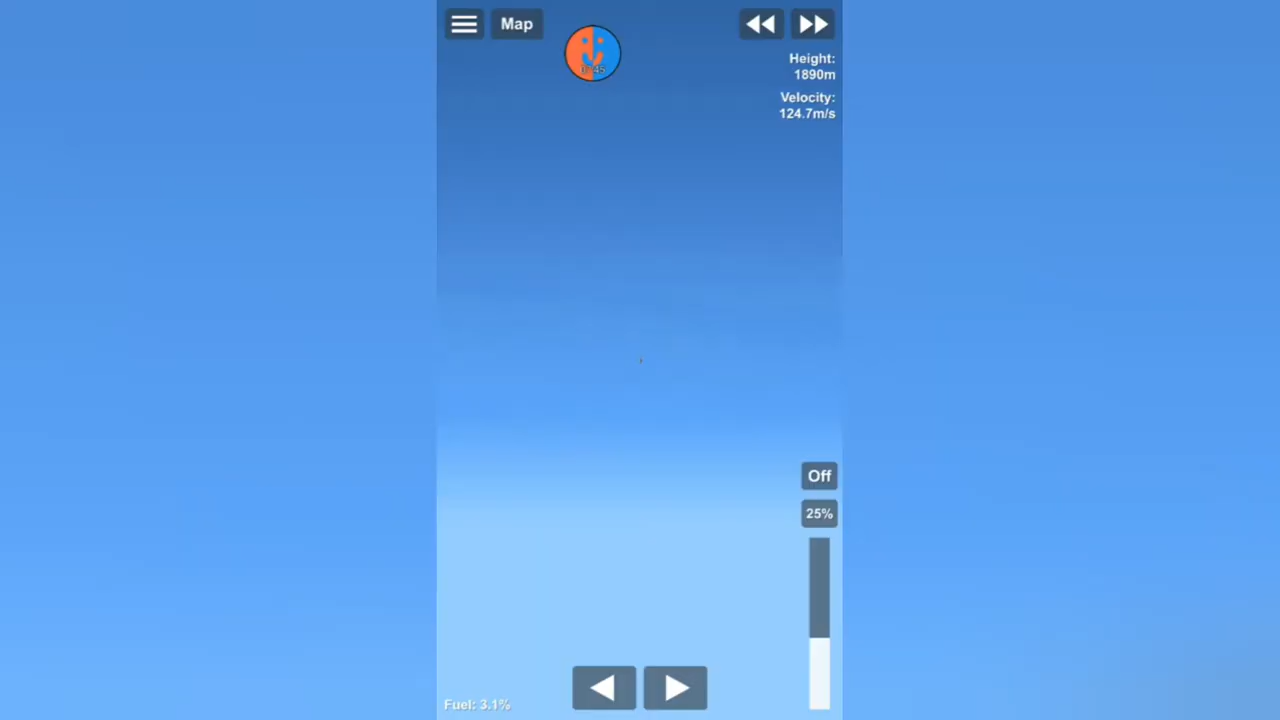 Map
Height:
1890m
Velocity:
124.7m/s
Off
25%
Fuel: 3.1%